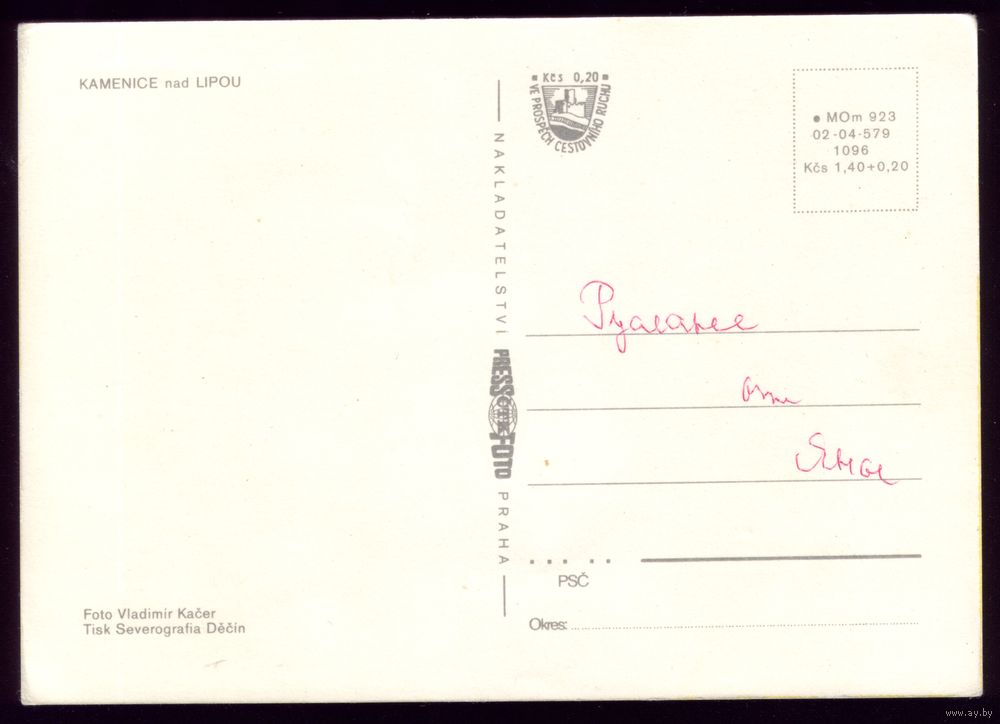 KAMENICE nad LIPOU
Kčs 0,20
VE PROSPĚCH CESTOVNÍHO RUCHU
MOm 923
02-04-579
1096
Kčs 1,40+0,20
NAKLADATELSTVÍ
PRESSFOTO
PRAHA
от
PSČ
Okres:
Foto Vladimír Kačer
Tisk Severografia Děčín
www.ay.by